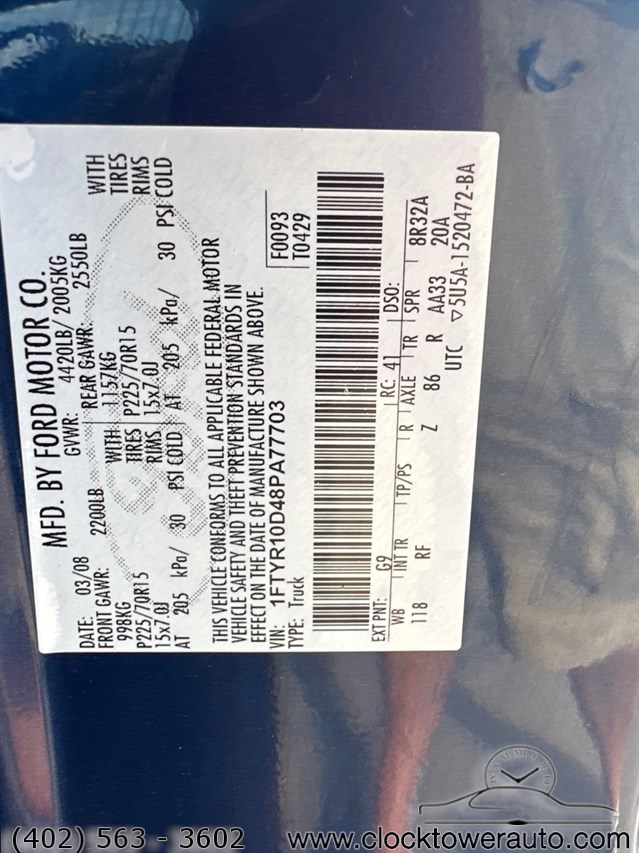 MFD. BY FORD MOTOR CO.
DATE: 03/08 GVWR: 4420LB/ 2005KG
FRONT GAWR: 2200LB REAR GAWR: 2550LB
998KG WITH 1157KG WITH
P225/70R15 TIRES P225/70R15 TIRES
15x7.0J RIMS 15x7.0J RIMS
AT 205 kPa/ 30 PSI COLD AT 205 kPa/ 30 PSI COLD
THIS VEHICLE CONFORMS TO ALL APPLICABLE FEDERAL MOTOR
VEHICLE SAFETY AND THEFT PREVENTION STANDARDS IN
EFFECT ON THE DATE OF MANUFACTURE SHOWN ABOVE.
VIN: 1FTYR10D48PA77703 F0093
TYPE: Truck T0429
EXT PNT: G9 RC: 41 DSO:
WB INT TR TP/PS R AXLE TR SPR 8R32A
118 RF Z 86 R AA33 20A
UTC ▽5U5A-1520472-BA
(402) 563 - 3602 www.clocktowerauto.com